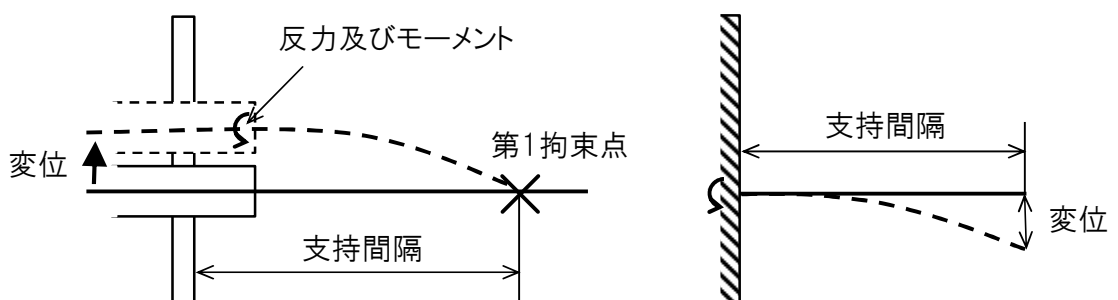 反力及びモーメント
変位
第1拘束点
支持間隔
支持間隔
変位